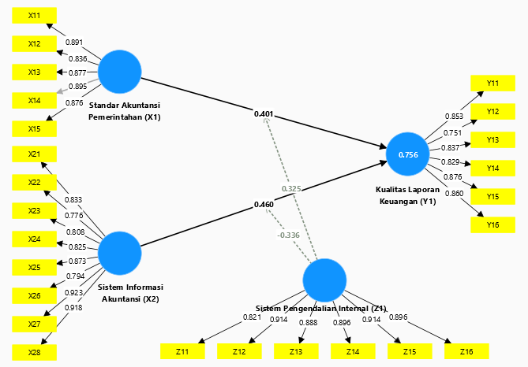 X11
X12
X13
X14
X15
0.891
0.836
0.877
0.895
0.876
Standar Akuntansi
Pemerintahan (X1)
X21
X22
X23
X24
X25
X26
X27
X28
0.833
0.776
0.808
0.825
0.873
0.794
0.923
0.918
Sistem Informasi
Akuntansi (X2)
0.401
0.325
0.460
-0.336
0.756
Kualitas Laporan
Keuangan (Y1)
0.853
0.751
0.837
0.829
0.876
0.860
Y11
Y12
Y13
Y14
Y15
Y16
Sistem Pengendalian Internal (Z1)
0.821
0.914
0.888
0.896
0.914
0.896
Z11
Z12
Z13
Z14
Z15
Z16